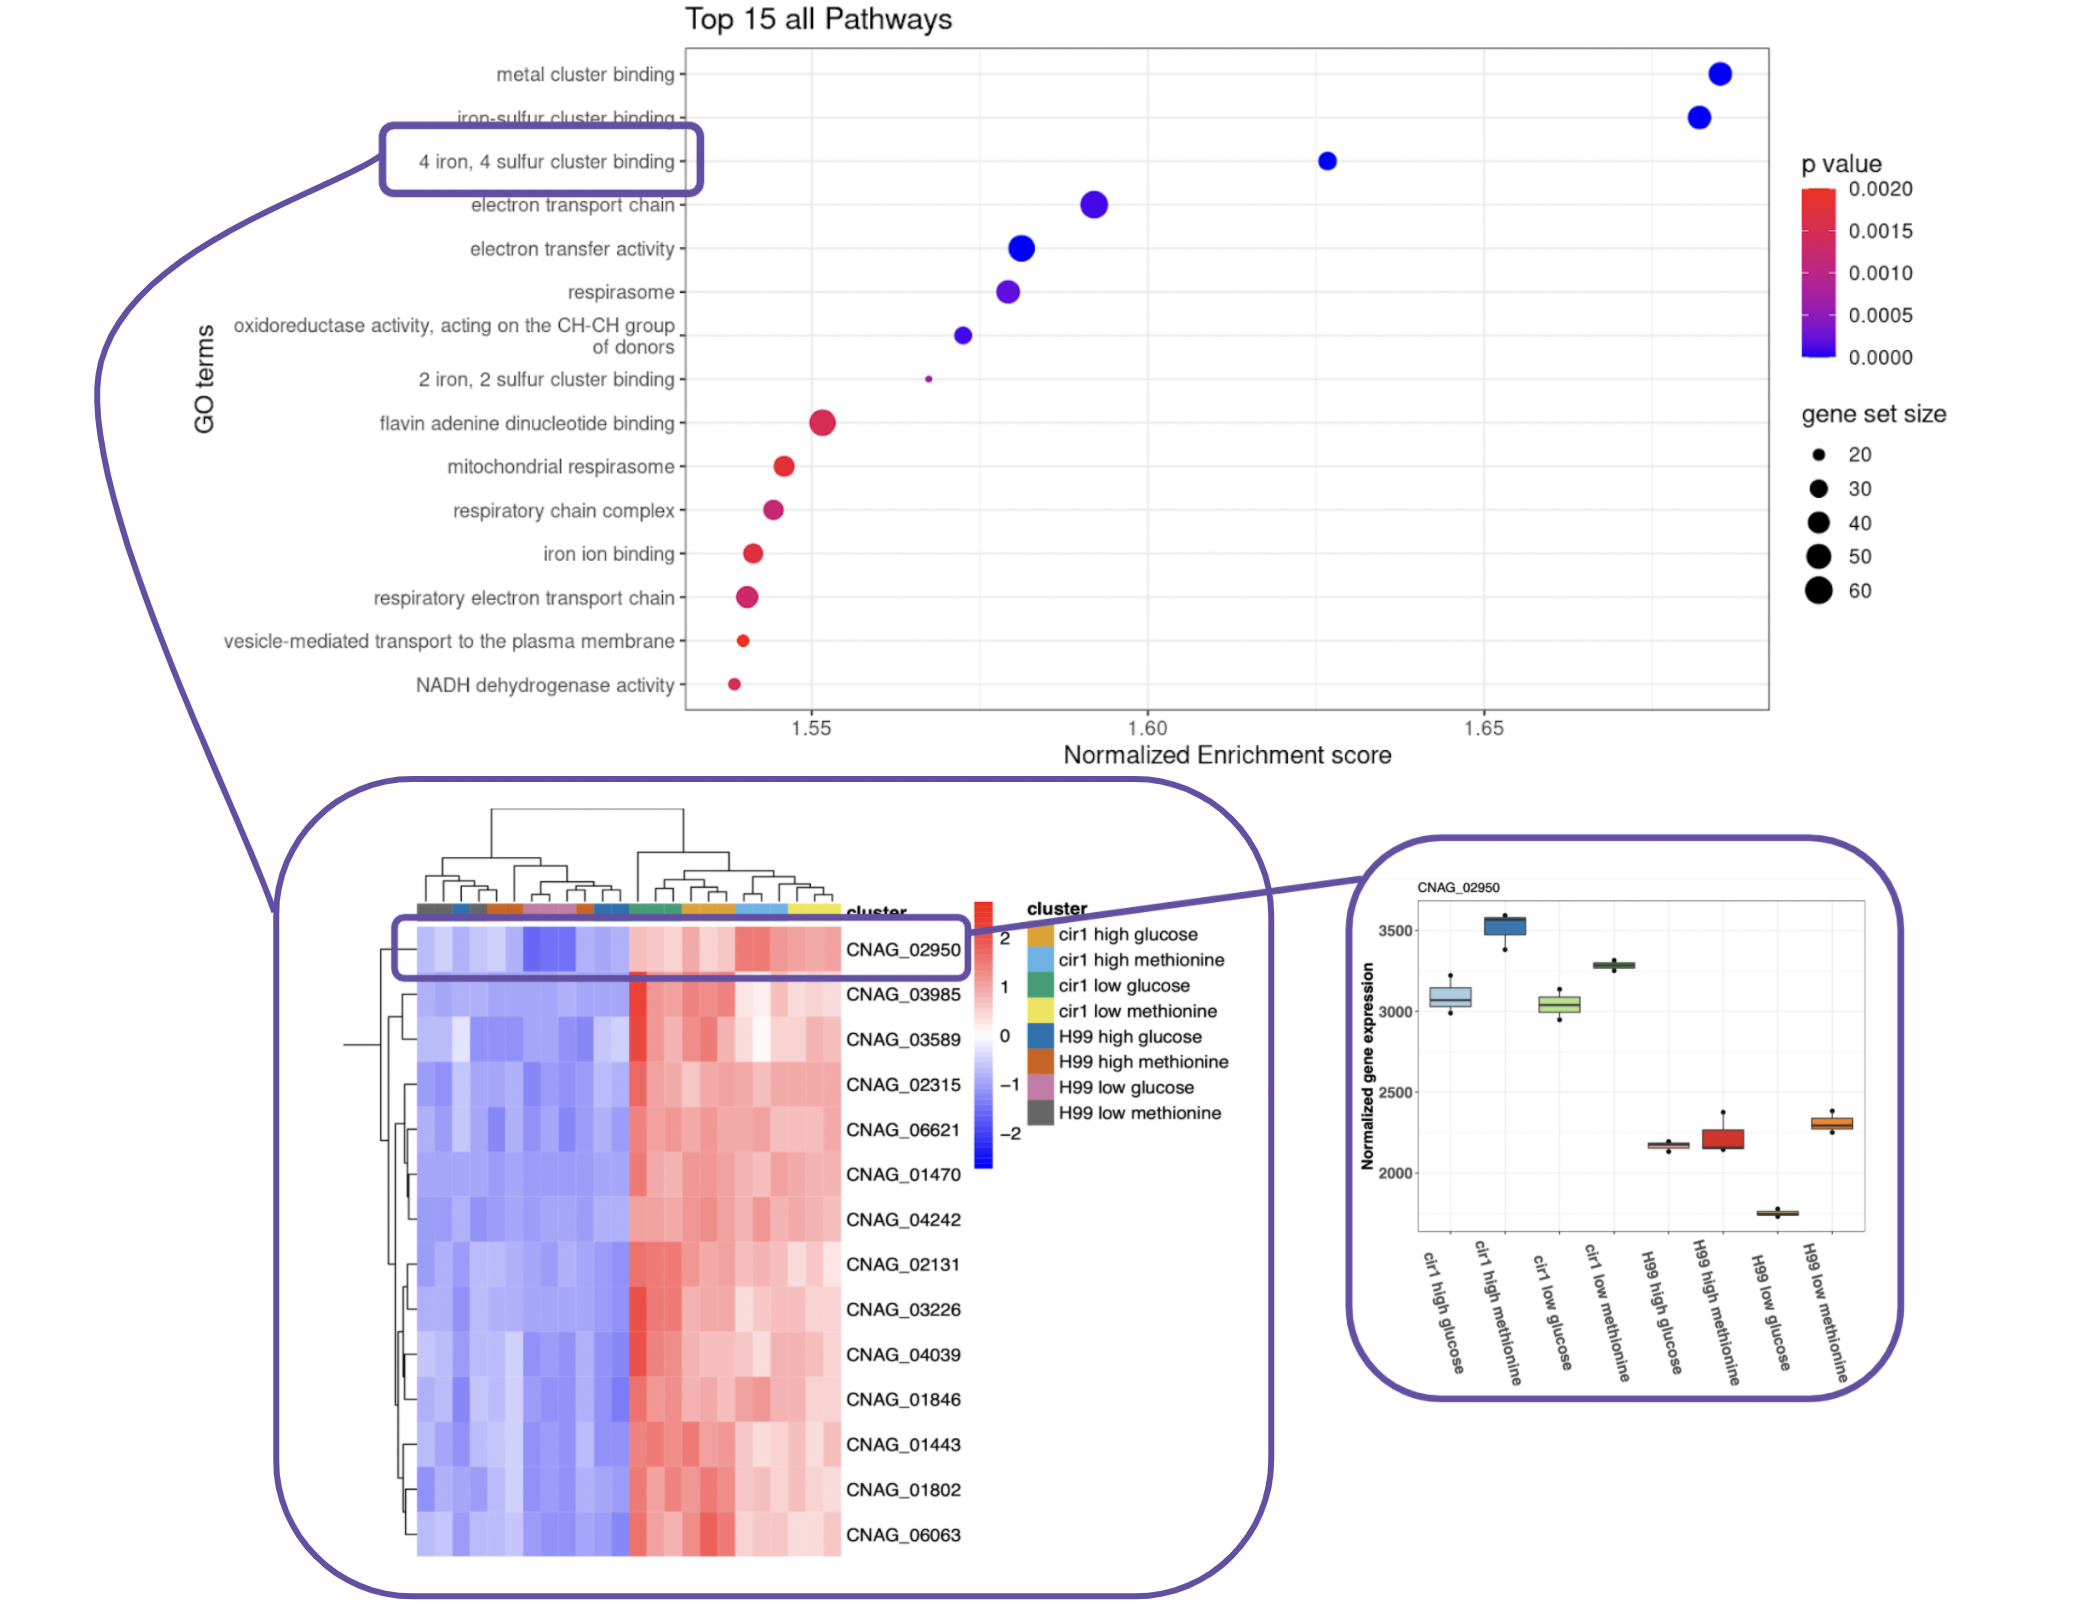 Top 15 all Pathways
metal cluster binding
iron-sulfur cluster binding
4 iron, 4 sulfur cluster binding
electron transport chain
electron transfer activity
respirasome
oxidoreductase activity, acting on the CH-CH group
of donors
2 iron, 2 sulfur cluster binding
flavin adenine dinucleotide binding
mitochondrial respirasome
respiratory chain complex
iron ion binding
respiratory electron transport chain
vesicle-mediated transport to the plasma membrane
NADH dehydrogenase activity
GO terms
1.55
1.60
1.65
Normalized Enrichment score
p value
0.0020
0.0015
0.0010
0.0005
0.0000
gene set size
20
30
40
50
60
cluster
CNAG_02950
CNAG_03985
CNAG_03589
CNAG_02315
CNAG_06621
CNAG_01470
CNAG_04242
CNAG_02131
CNAG_03226
CNAG_04039
CNAG_01846
CNAG_01443
CNAG_01802
CNAG_06063
2
1
0
−1
−2
cluster
cir1 high glucose
cir1 high methionine
cir1 low glucose
cir1 low methionine
H99 high glucose
H99 high methionine
H99 low glucose
H99 low methionine
CNAG_02950
Normalized gene expression
3500
3000
2500
2000
cir1 high glucose
cir1 high methionine
cir1 low glucose
cir1 low methionine
H99 high glucose
H99 high methionine
H99 low glucose
H99 low methionine